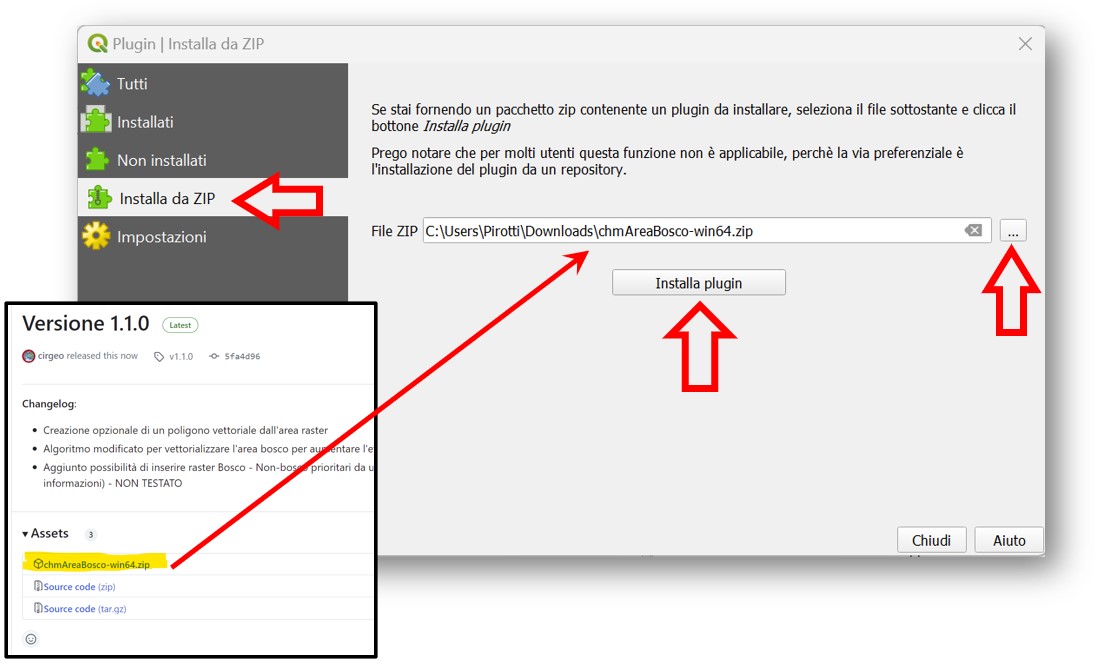 Plugin | Installa da ZIP
Tutti
Installati
Non installati
Installa da ZIP
Impostazioni
Se stai fornendo un pacchetto zip contenente un plugin da installare, seleziona il file sottostante e clicca il
bottone Installa plugin
Prego notare che per molti utenti questa funzione non è applicabile, perchè la via preferenziale è
l'installazione del plugin da un repository.
File ZIP C:\Users\Pirotti\Downloads\chmAreaBosco-win64.zip ...
Installa plugin
Chiudi Aiuto
Versione 1.1.0 Latest
cirgeo released this now v1.1.0 5fa4d96
Changelog:
Creazione opzionale di un poligono vettoriale dall'area raster
Algoritmo modificato per vettorializzare l'area bosco per aumentare l'e
Aggiunto possibilità di inserire raster Bosco - Non-bosco prioritari da u
informazioni) - NON TESTATO
Assets 3
chmAreaBosco-win64.zip
Source code (zip)
Source code (tar.gz)